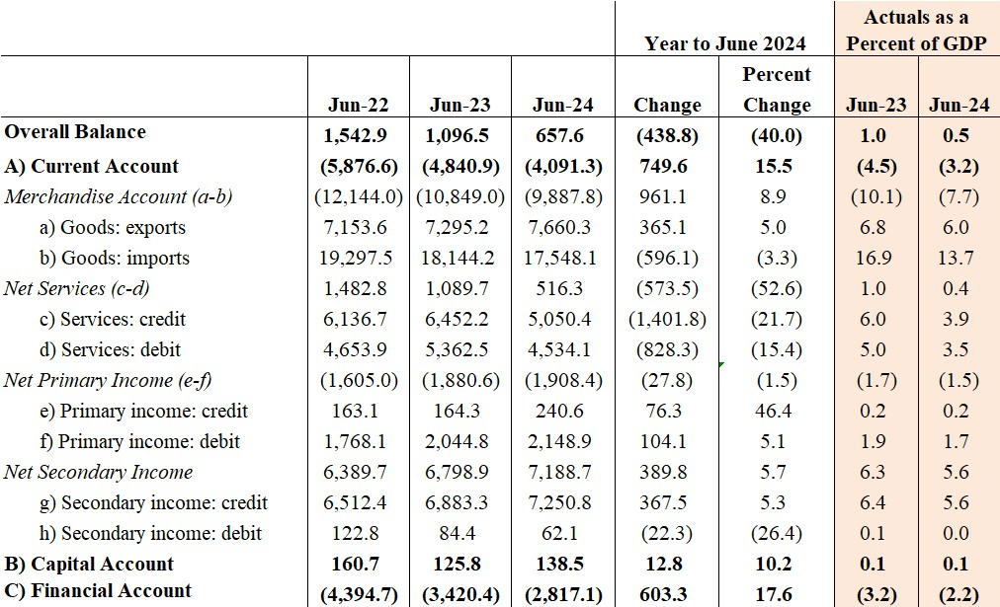 Actuals as a
Year to June 2024 Percent of GDP
Percent
Jun-22 Jun-23 Jun-24 Change Change Jun-23 Jun-24
Overall Balance 1,542.9 1,096.5 657.6 (438.8) (40.0) 1.0 0.5
A) Current Account (5,876.6) (4,840.9) (4,091.3) 749.6 15.5 (4.5) (3.2)
Merchandise Account (a-b) (12,144.0) (10,849.0) (9,887.8) 961.1 8.9 (10.1) (7.7)
a) Goods: exports 7,153.6 7,295.2 7,660.3 365.1 5.0 6.8 6.0
b) Goods: imports 19,297.5 18,144.2 17,548.1 (596.1) (3.3) 16.9 13.7
Net Services (c-d) 1,482.8 1,089.7 516.3 (573.5) (52.6) 1.0 0.4
c) Services: credit 6,136.7 6,452.2 5,050.4 (1,401.8) (21.7) 6.0 3.9
d) Services: debit 4,653.9 5,362.5 4,534.1 (828.3) (15.4) 5.0 3.5
Net Primary Income (e-f) (1,605.0) (1,880.6) (1,908.4) (27.8) (1.5) (1.7) (1.5)
e) Primary income: credit 163.1 164.3 240.6 76.3 46.4 0.2 0.2
f) Primary income: debit 1,768.1 2,044.8 2,148.9 104.1 5.1 1.9 1.7
Net Secondary Income 6,389.7 6,798.9 7,188.7 389.8 5.7 6.3 5.6
g) Secondary income: credit 6,512.4 6,883.3 7,250.8 367.5 5.3 6.4 5.6
h) Secondary income: debit 122.8 84.4 62.1 (22.3) (26.4) 0.1 0.0
B) Capital Account 160.7 125.8 138.5 12.8 10.2 0.1 0.1
C) Financial Account (4,394.7) (3,420.4) (2,817.1) 603.3 17.6 (3.2) (2.2)